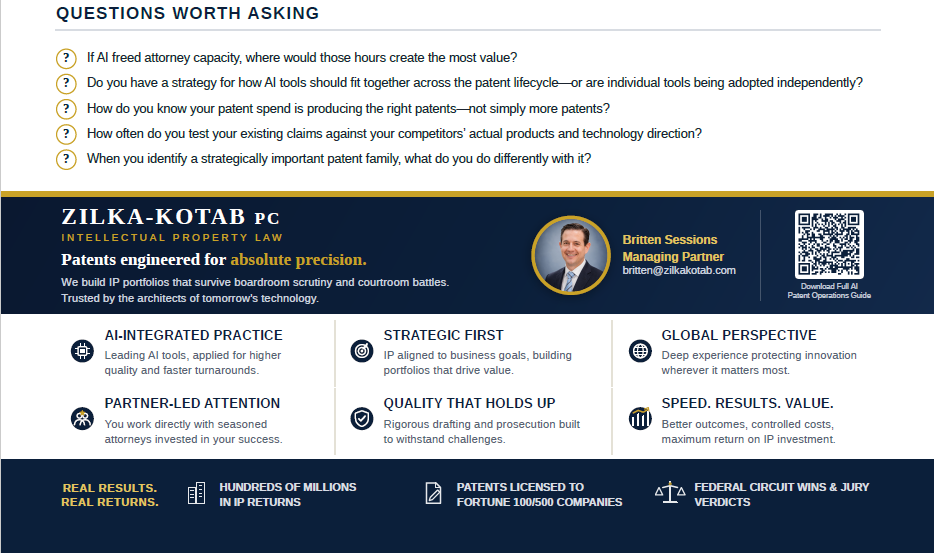 QUESTIONS WORTH ASKING
? If AI freed attorney capacity, where would those hours create the most value?
? Do you have a strategy for how AI tools should fit together across the patent lifecycle—or are individual tools being adopted independently?
? How do you know your patent spend is producing the right patents—not simply more patents?
? How often do you test your existing claims against your competitors’ actual products and technology direction?
? When you identify a strategically important patent family, what do you do differently with it?
ZILKA-KOTAB PC
INTELLECTUAL PROPERTY LAW
Patents engineered for absolute precision.
We build IP portfolios that survive boardroom scrutiny and courtroom battles.
Trusted by the architects of tomorrow's technology.
Britten Sessions
Managing Partner
britten@zilkakotab.com
Download Full AI
Patent Operations Guide
AI-INTEGRATED PRACTICE
Leading AI tools, applied for higher
quality and faster turnarounds.
STRATEGIC FIRST
IP aligned to business goals, building
portfolios that drive value.
GLOBAL PERSPECTIVE
Deep experience protecting innovation
wherever it matters most.
PARTNER-LED ATTENTION
You work directly with seasoned
attorneys invested in your success.
QUALITY THAT HOLDS UP
Rigorous drafting and prosecution built
to withstand challenges.
SPEED. RESULTS. VALUE.
Better outcomes, controlled costs,
maximum return on IP investment.
REAL RESULTS.
REAL RETURNS.
HUNDREDS OF MILLIONS
IN IP RETURNS
PATENTS LICENSED TO
FORTUNE 100/500 COMPANIES
FEDERAL CIRCUIT WINS & JURY
VERDICTS